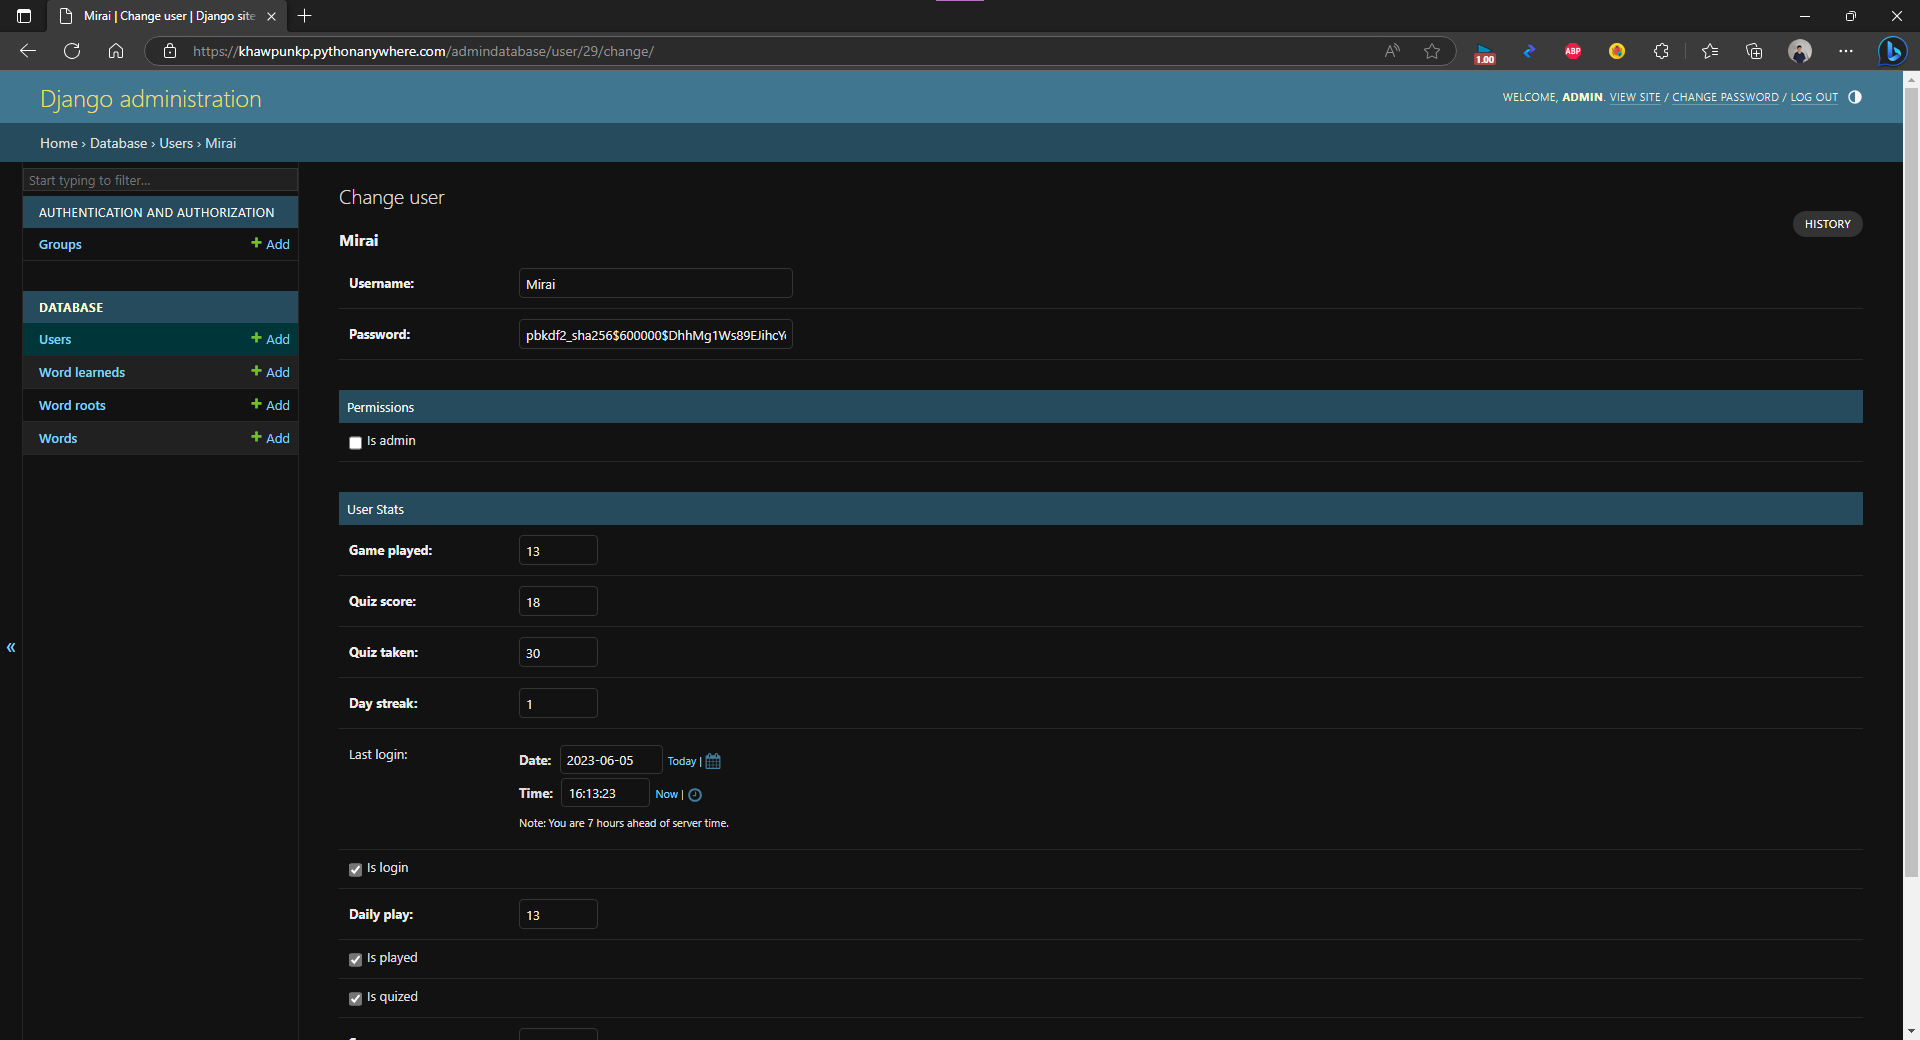 Mirai | Change user | Django site
https://khawpunkp.pythonanywhere.com/admindatabase/user/29/change/
1.00
ABP
Django administration
WELCOME, ADMIN. VIEW SITE / CHANGE PASSWORD / LOG OUT
Home › Database › Users › Mirai
Start typing to filter...
AUTHENTICATION AND AUTHORIZATION
Groups + Add
DATABASE
Users + Add
Word learneds + Add
Word roots + Add
Words + Add
«
Change user
HISTORY
Mirai
Username: Mirai
Password: pbkdf2_sha256$600000$DhhMg1Ws89EJihcY
Permissions
Is admin
User Stats
Game played: 13
Quiz score: 18
Quiz taken: 30
Day streak: 1
Last login:
Date: 2023-06-05 Today |
Time: 16:13:23 Now |
Note: You are 7 hours ahead of server time.
Is login
Daily play: 13
Is played
Is quized